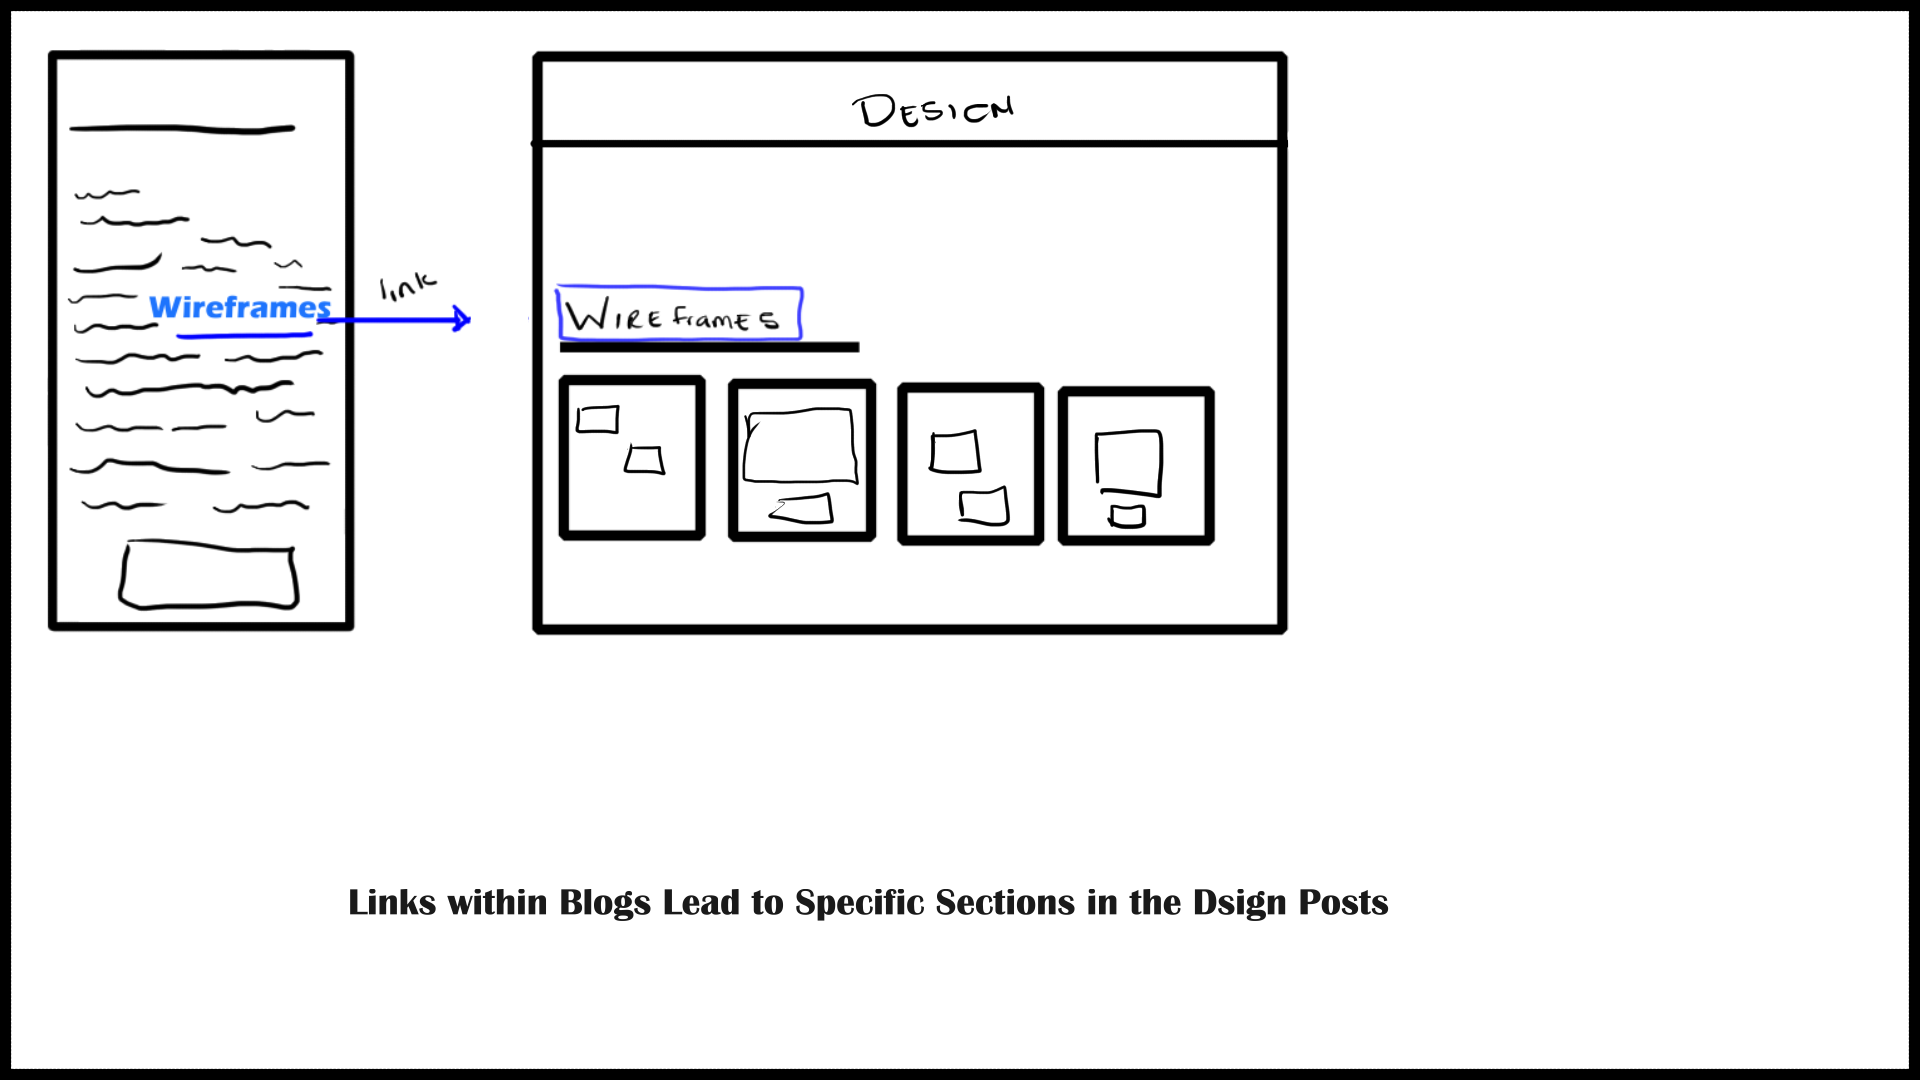 DESIGN
link
Wireframes
WIREframES
Links within Blogs Lead to Specific Sections in the Dsign Posts